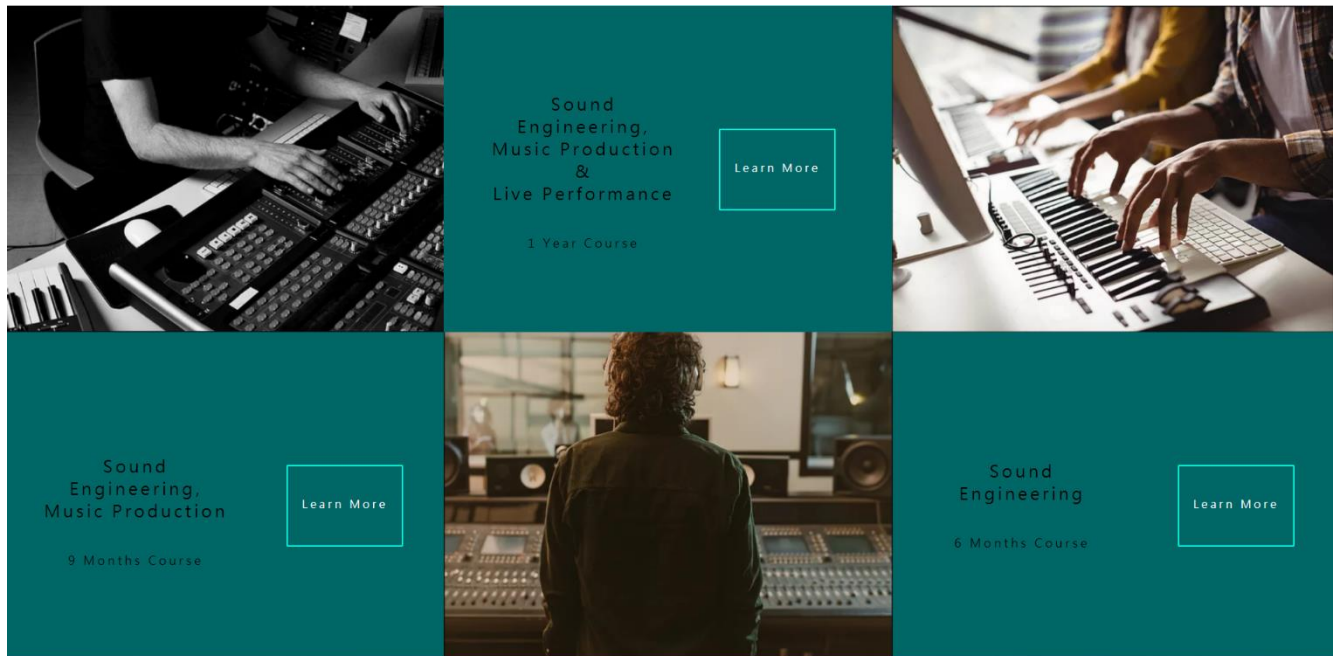 Sound
Engineering,
Music Production
&
Live Performance
1 Year Course
Learn More
Sound
Engineering,
Music Production
9 Months Course
Learn More
Sound
Engineering
6 Months Course
Learn More